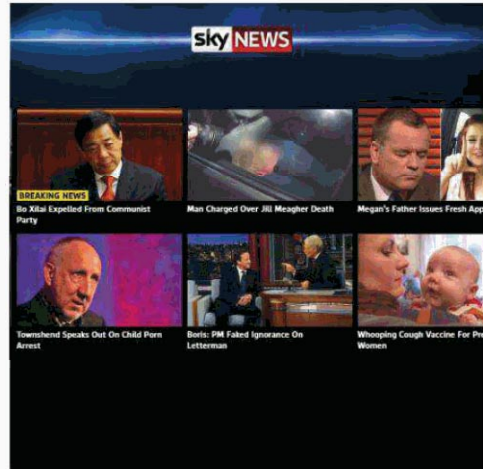 sky NEWS
BREAKING NEWS
Bo Xilai Expelled From Communist
Party
Man Charged Over Jill Meagher Death
Megan's Father Issues Fresh App
Townshend Speaks Out On Child Porn
Arrest
Boris: PM Faked Ignorance On
Letterman
Whooping Cough Vaccine For Pre
Women